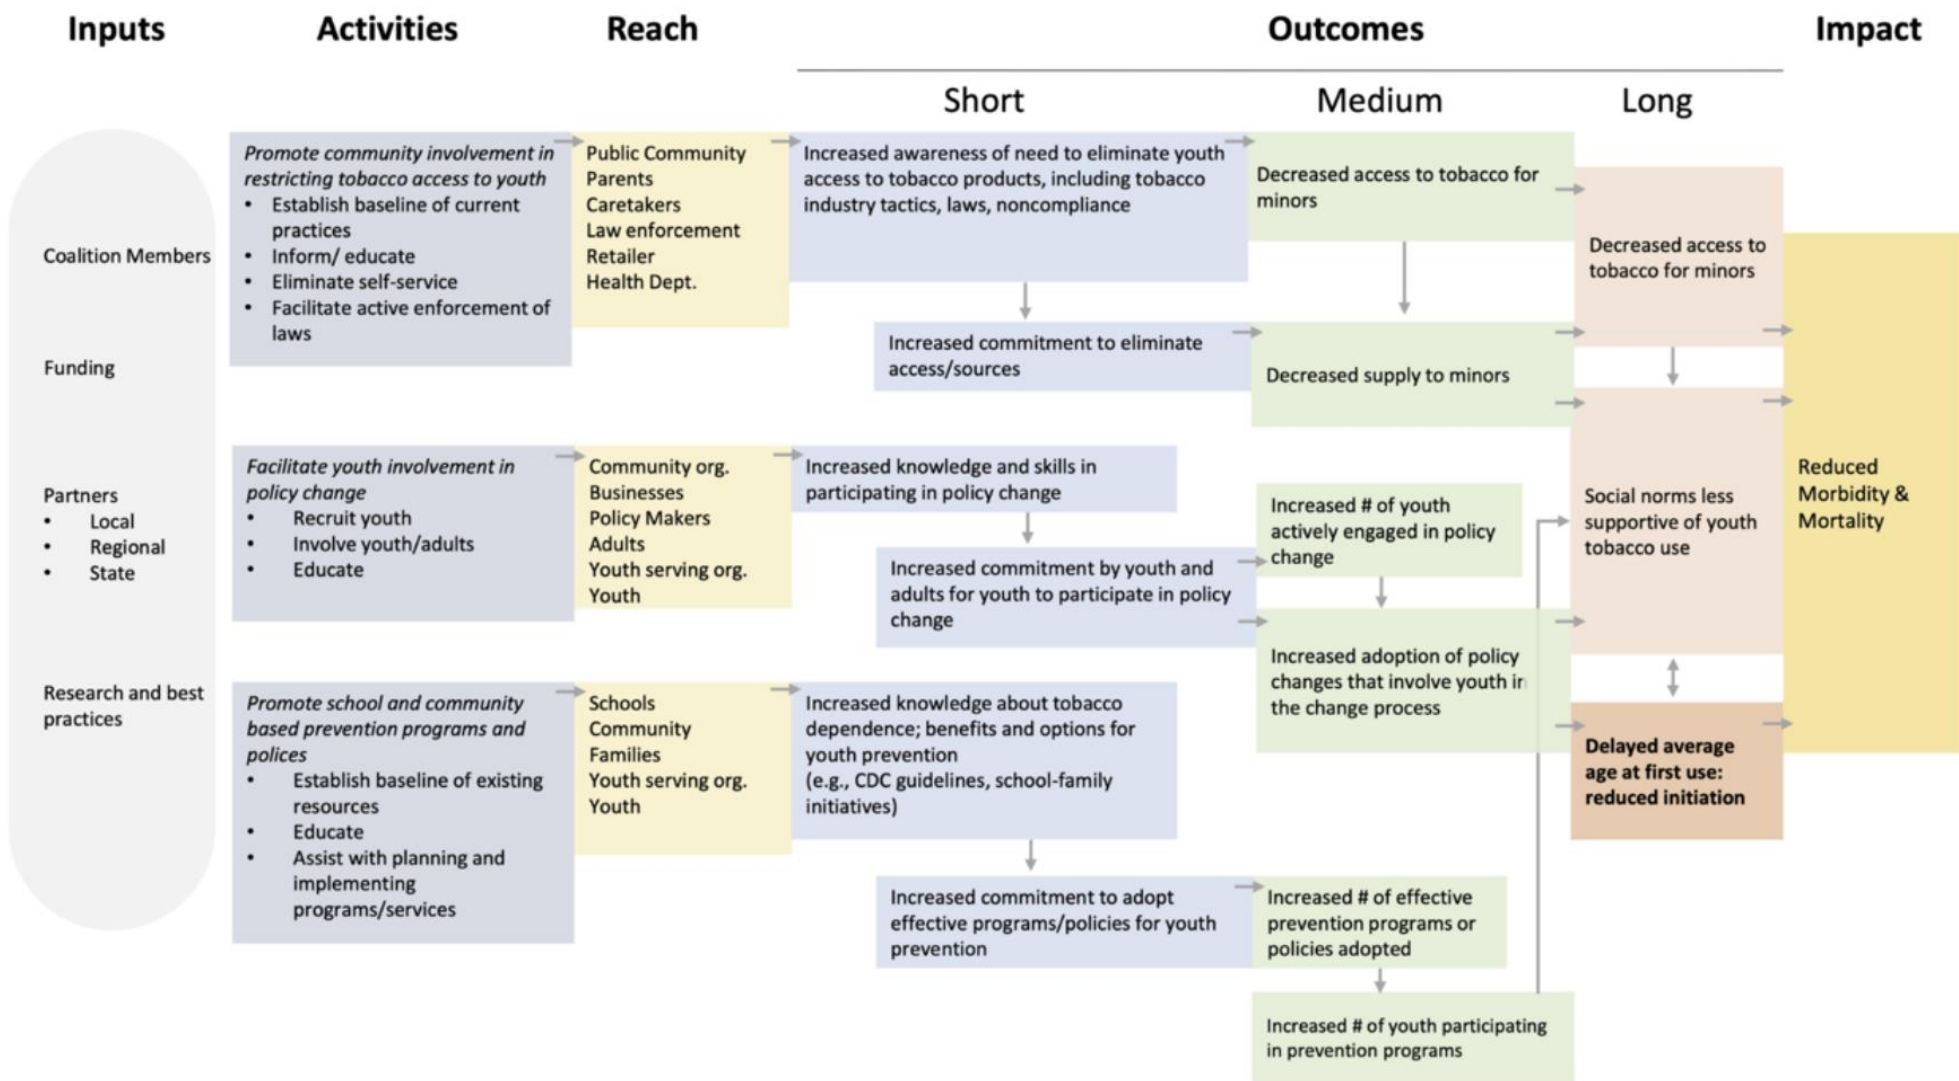 Inputs
Activities
Reach
Outcomes
Impact
Short
Medium
Long
Coalition Members
Funding
Partners
• Local
• Regional
• State
Research and best
practices
Promote community involvement in
restricting tobacco access to youth
• Establish baseline of current
practices
• Inform/ educate
• Eliminate self-service
• Facilitate active enforcement of
laws
Public Community
Parents
Caretakers
Law enforcement
Retailer
Health Dept.
Increased awareness of need to eliminate youth
access to tobacco products, including tobacco
industry tactics, laws, noncompliance
Increased commitment to eliminate
access/sources
Decreased access to tobacco for
minors
Decreased supply to minors
Decreased access to
tobacco for minors
Facilitate youth involvement in
policy change
• Recruit youth
• Involve youth/adults
• Educate
Community org.
Businesses
Policy Makers
Adults
Youth serving org.
Youth
Increased knowledge and skills in
participating in policy change
Increased commitment by youth and
adults for youth to participate in policy
change
Increased # of youth
actively engaged in policy
change
Increased adoption of policy
changes that involve youth in
the change process
Social norms less
supportive of youth
tobacco use
Reduced
Morbidity &
Mortality
Promote school and community
based prevention programs and
polices
• Establish baseline of existing
resources
• Educate
• Assist with planning and
implementing
programs/services
Schools
Community
Families
Youth serving org.
Youth
Increased knowledge about tobacco
dependence; benefits and options for
youth prevention
(e.g., CDC guidelines, school-family
initiatives)
Increased commitment to adopt
effective programs/policies for youth
prevention
Increased # of effective
prevention programs or
policies adopted
Increased # of youth participating
in prevention programs
Delayed average
age at first use:
reduced initiation